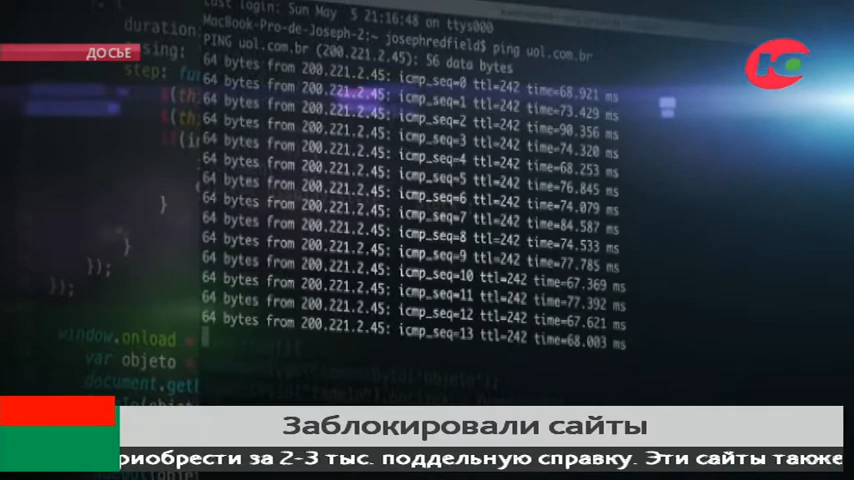 Last login: Sun May 5 21:16:48 on ttys000
MacBook-Pro-de-Joseph-2:~ josephredfield$ ping uol.com.br
PING uol.com.br (200.221.2.45): 56 data bytes
64 bytes from 200.221.2.45: icmp_seq=0 ttl=242 time=68.921 ms
64 bytes from 200.221.2.45: icmp_seq=1 ttl=242 time=73.429 ms
64 bytes from 200.221.2.45: icmp_seq=2 ttl=242 time=90.356 ms
64 bytes from 200.221.2.45: icmp_seq=3 ttl=242 time=74.320 ms
64 bytes from 200.221.2.45: icmp_seq=4 ttl=242 time=68.253 ms
64 bytes from 200.221.2.45: icmp_seq=5 ttl=242 time=76.845 ms
64 bytes from 200.221.2.45: icmp_seq=6 ttl=242 time=74.079 ms
64 bytes from 200.221.2.45: icmp_seq=7 ttl=242 time=84.587 ms
64 bytes from 200.221.2.45: icmp_seq=8 ttl=242 time=74.533 ms
64 bytes from 200.221.2.45: icmp_seq=9 ttl=242 time=77.785 ms
64 bytes from 200.221.2.45: icmp_seq=10 ttl=242 time=67.369 ms
64 bytes from 200.221.2.45: icmp_seq=11 ttl=242 time=77.392 ms
64 bytes from 200.221.2.45: icmp_seq=12 ttl=242 time=67.621 ms
64 bytes from 200.221.2.45: icmp_seq=13 ttl=242 time=68.003 ms
duration:
step: fu
}
}
});
});
window.onload =
var objeto
document.getl
ДОСЬЕ
Ю
Заблокировали сайты
риобрести за 2-3 тыс. поддельную справку. Эти сайты также